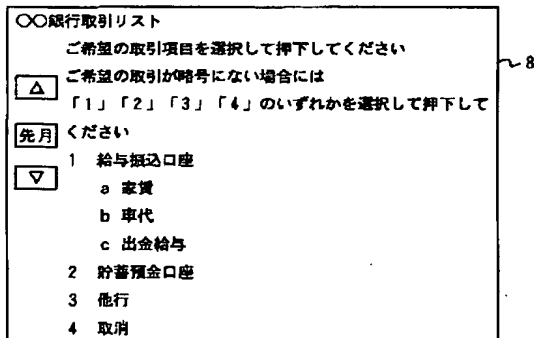 ○○銀行取引リスト
ご希望の取引項目を選択して押下してください
ご希望の取引が略号にない場合には
「1」「2」「3」「4」のいずれかを選択して押下して
ください
△
先月
▽
1 給与振込口座
a 家賃
b 車代
c 出金給与
2 貯蓄預金口座
3 他行
4 取消
8